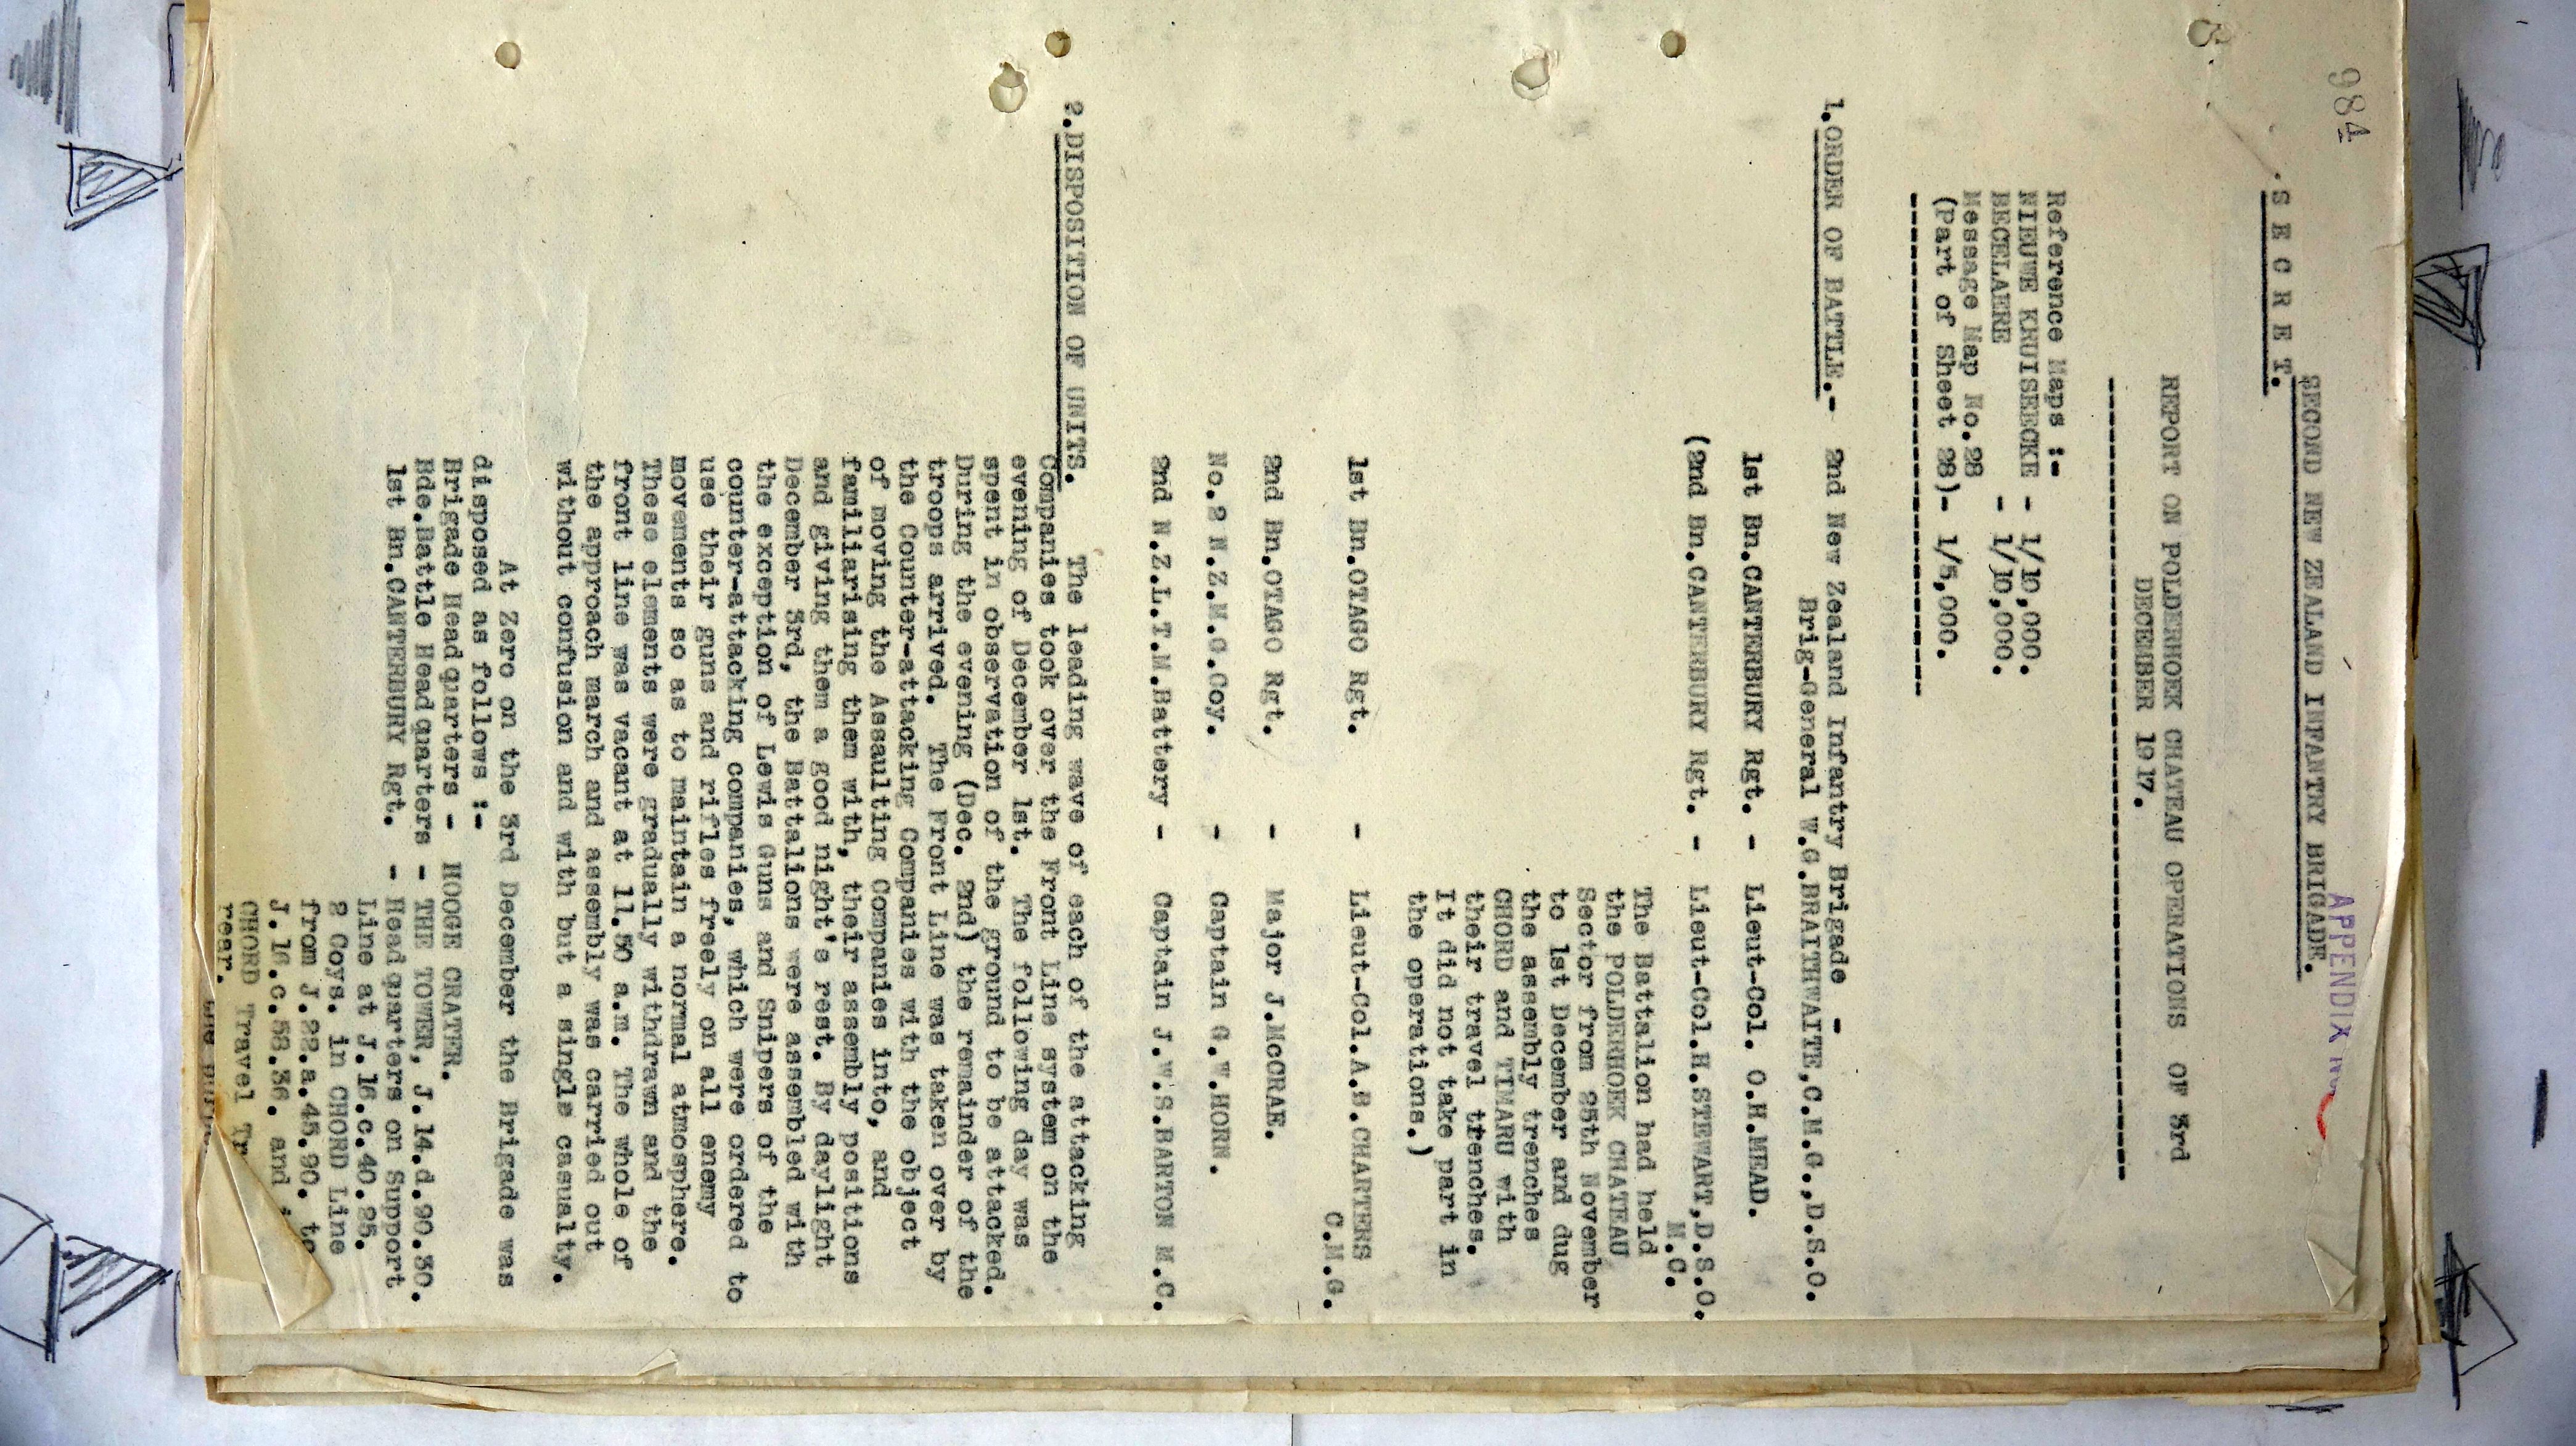 984
APPENDIX
SECOND NEW ZEALAND INFANTRY BRIGADE.
S E C R E T.
REPORT ON POLDERHOEK CHATEAU OPERATIONS OF 3rd
DECEMBER 1917.
Reference Maps :-
NIEUWE KRUISEECKE - 1/10,000.
BECELAERE - 1/10,000.
Message Map No.28
(Part of Sheet 28)- 1/5,000.
1.ORDER OF BATTLE.- 2nd New Zealand Infantry Brigade -
Brig-General W.G.BRAITHWAITE,C.M.G.,D.S.O.
1st Bn.CANTERBURY Rgt. - Lieut-Col. O.H.MEAD.
(2nd Bn.CANTERBURY Rgt. - Lieut-Col.H.STEWART,D.S.O.
M.C.
The Battalion had held
the POLDERHOEK CHATEAU
Sector from 25th November
to 1st December and dug
the assembly trenches
CHORD and TIMARU with
their travel trenches.
It did not take part in
the operations.)
1st Bn.OTAGO Rgt. - Lieut-Col.A.B.CHARTERS
C.M.G.
2nd Bn.OTAGO Rgt. - Major J.McCRAE.
No.2 N.Z.M.G.Coy. - Captain G.W.HORN.
2nd N.Z.L.T.M.Battery - Captain J.W.S.BARTON M.C.
2.DISPOSITION OF UNITS.
The leading wave of each of the attacking
Companies took over the Front Line system on the
evening of December 1st. The following day was
spent in observation of the ground to be attacked.
During the evening (Dec. 2nd) the remainder of the
troops arrived. The Front Line was taken over by
the Counter-attacking Companies with the object
of moving the Assaulting Companies into, and
familiarising them with, their assembly positions
and giving them a good night's rest. By daylight
December 3rd, the Battalions were assembled with
the exception of Lewis Guns and Snipers of the
counter-attacking companies, which were ordered to
use their guns and rifles freely on all enemy
movements so as to maintain a normal atmosphere.
These elements were gradually withdrawn and the
front line was vacant at 11.50 a.m. The whole of
the approach march and assembly was carried out
without confusion and with but a single casualty.
At Zero on the 3rd December the Brigade was
disposed as follows :-
Brigade Headquarters - HOOGE CRATER.
Bde.Battle Headquarters - THE TOWER, J.14.d.90.30.
1st Bn.CANTERBURY Rgt. - Headquarters on Support
Line at J.16.c.40.25.
2 Coys. in CHORD Line
from J.22.a.45.90. to
J.16.c.58.36. and
CHORD Travel Tr
rear.